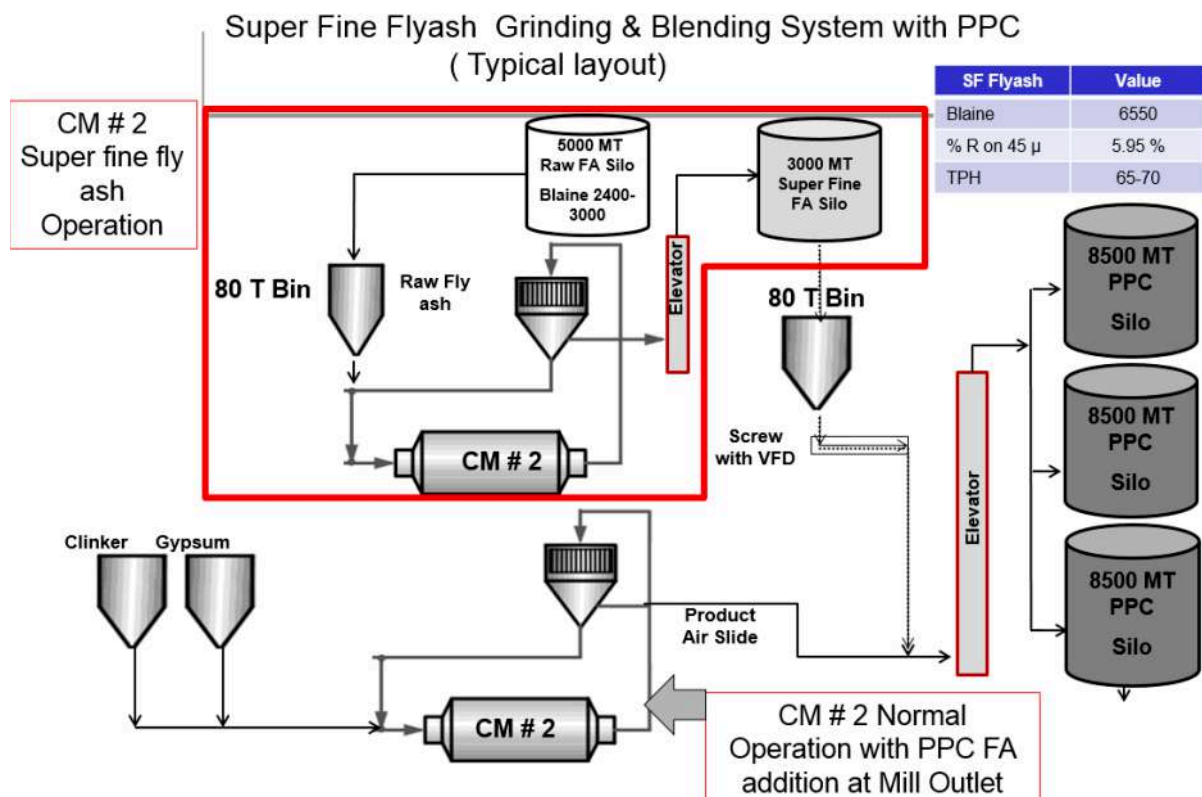 Super Fine Flyash Grinding & Blending System with PPC
( Typical layout)
CM # 2
Super fine fly
ash
Operation
SF Flyash Value
Blaine 6550
% R on 45 µ 5.95 %
TPH 65-70
5000 MT
Raw FA Silo
Blaine 2400-
3000
3000 MT
Super Fine
FA Silo
80 T Bin
Raw Fly
ash
Elevator
80 T Bin
CM # 2
Screw
with VFD
8500 MT
PPC
Silo
8500 MT
PPC
Silo
8500 MT
PPC
Silo
Elevator
Clinker Gypsum
Product
Air Slide
CM # 2
CM # 2 Normal
Operation with PPC FA
addition at Mill Outlet